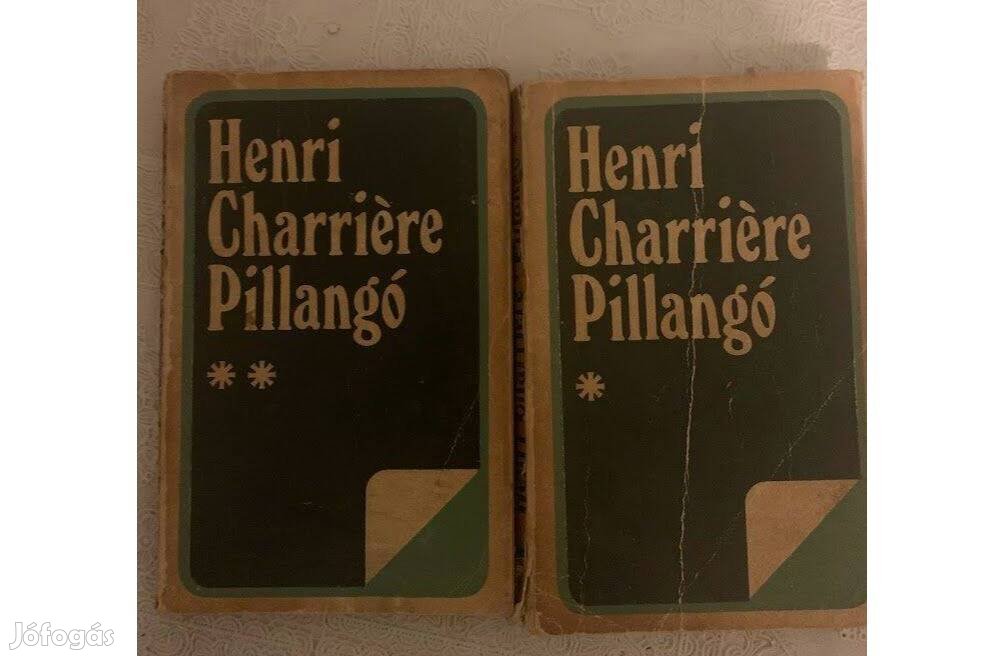 Henri
Charrière
Pillangó
**
Henri
Charrière
Pillangó
*
Jófogás